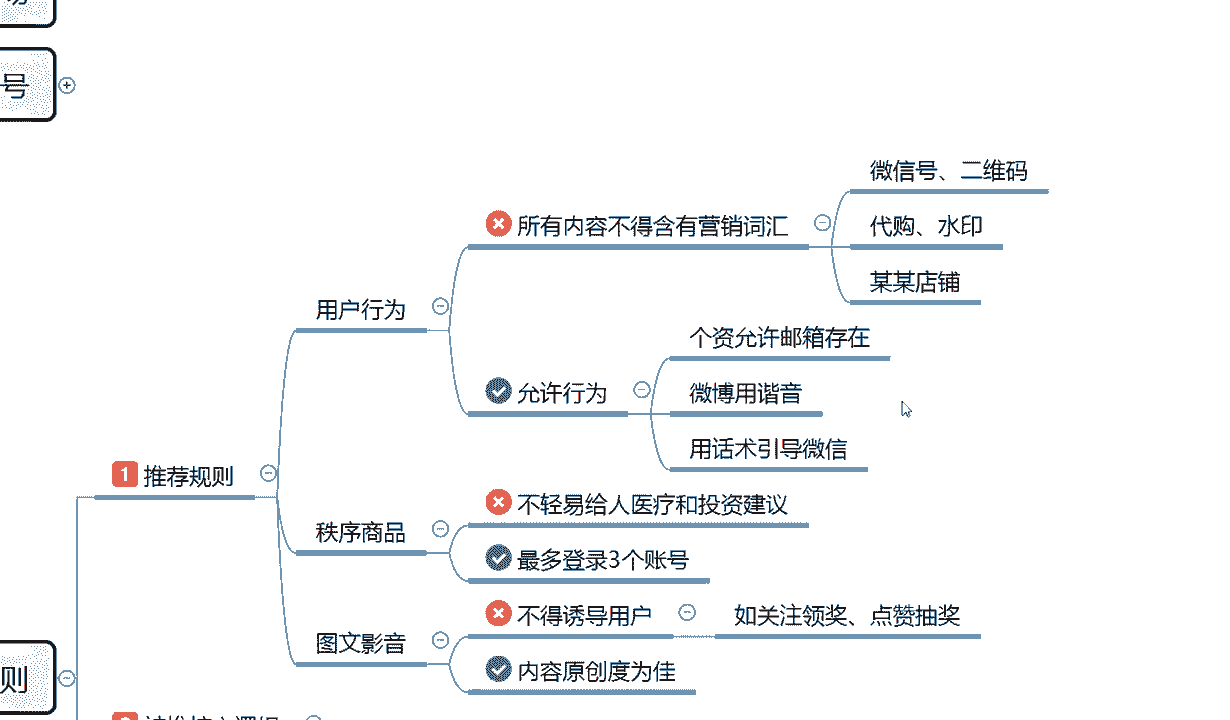 号
微信号、二维码
所有内容不得含有营销词汇
代购、水印
某某店铺
用户行为
个资允许邮箱存在
允许行为
微博用谐音
用话术引导微信
1 推荐规则
不轻易给人医疗和投资建议
秩序商品
最多登录3个账号
不得诱导用户
如关注领奖、点赞抽奖
图文影音
内容原创度为佳
则